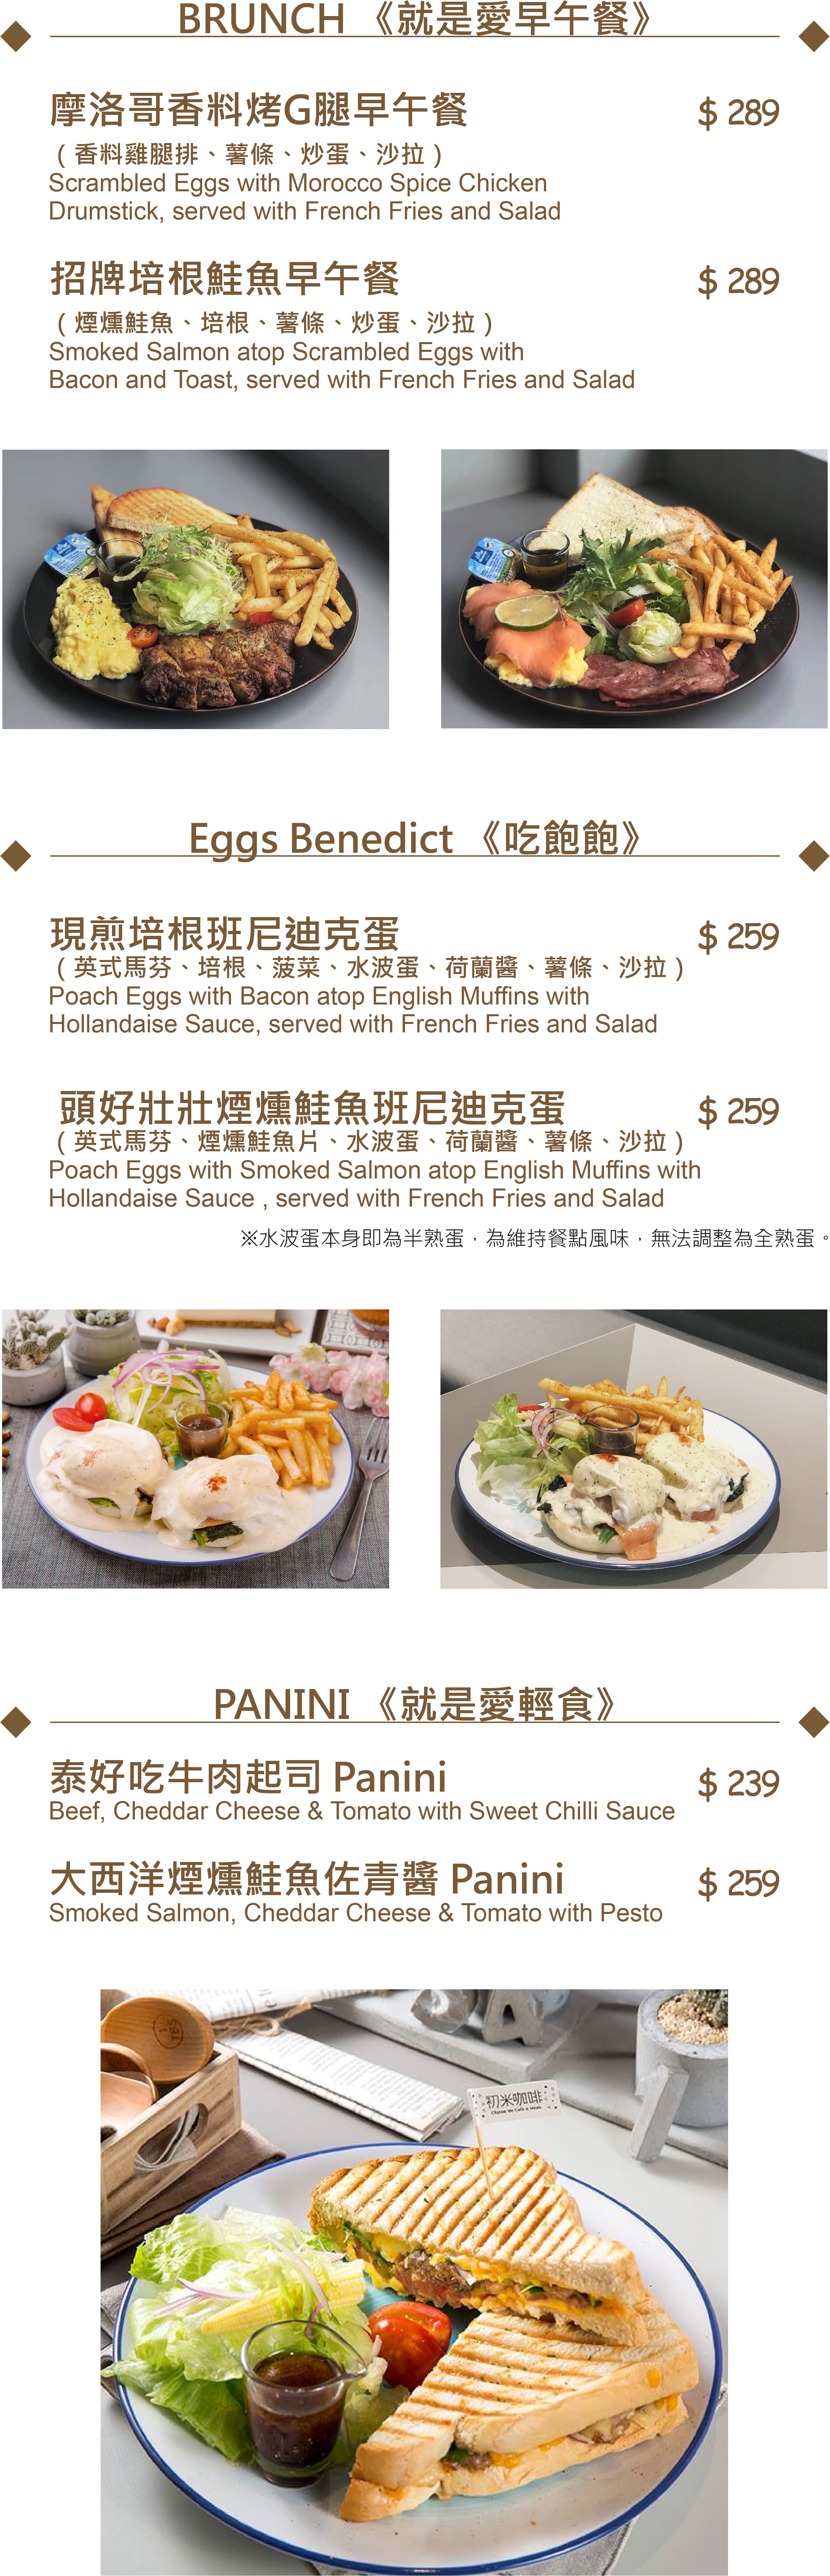 BRUNCH 《就是愛早午餐》
摩洛哥香料烤G腿早午餐 $ 289
（香料雞腿排、薯條、炒蛋、沙拉）
Scrambled Eggs with Morocco Spice Chicken
Drumstick, served with French Fries and Salad
招牌培根鮭魚早午餐 $ 289
（煙燻鮭魚、培根、薯條、炒蛋、沙拉）
Smoked Salmon atop Scrambled Eggs with
Bacon and Toast, served with French Fries and Salad
Eggs Benedict 《吃飽飽》
現煎培根班尼迪克蛋 $ 259
（英式馬芬、培根、菠菜、水波蛋、荷蘭醬、薯條、沙拉）
Poach Eggs with Bacon atop English Muffins with
Hollandaise Sauce, served with French Fries and Salad
頭好壯壯煙燻鮭魚班尼迪克蛋 $ 259
（英式馬芬、煙燻鮭魚片、水波蛋、荷蘭醬、薯條、沙拉）
Poach Eggs with Smoked Salmon atop English Muffins with
Hollandaise Sauce , served with French Fries and Salad
※水波蛋本身即為半熟蛋，為維持餐點風味，無法調整為全熟蛋。
PANINI 《就是愛輕食》
泰好吃牛肉起司 Panini $ 239
Beef, Cheddar Cheese & Tomato with Sweet Chilli Sauce
大西洋煙燻鮭魚佐青醬 Panini $ 259
Smoked Salmon, Cheddar Cheese & Tomato with Pesto
初米咖啡